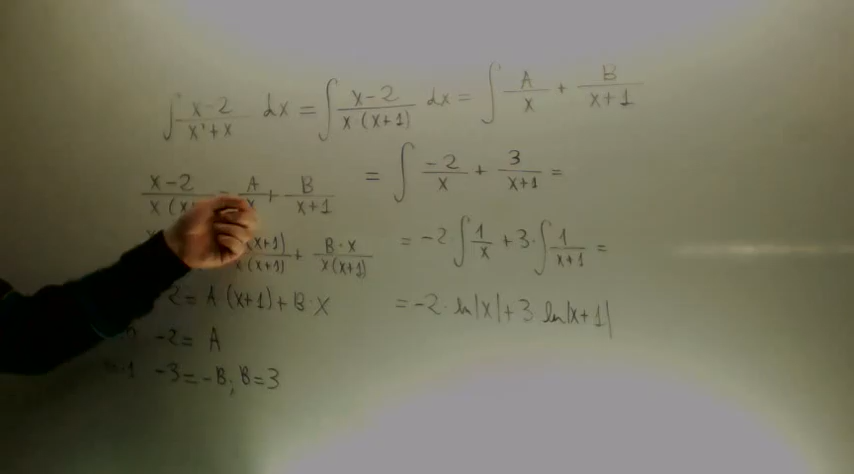 ∫ x-2 / x²+x dx = ∫ x-2 / x(x+1) dx = ∫ A/x + B/x+1
= ∫ -2/x + 3/x+1 =
x-2 / x(x = A/x + B/x+1
(x+1) / x(x+1) + B·x / x(x+1)
= -2 ∫ 1/x + 3·∫ 1/x+1 =
2 = A(x+1) + B·x
= -2·ln|x| + 3 ln|x+1|
-2 = A
-1 -3 = -B; B=3